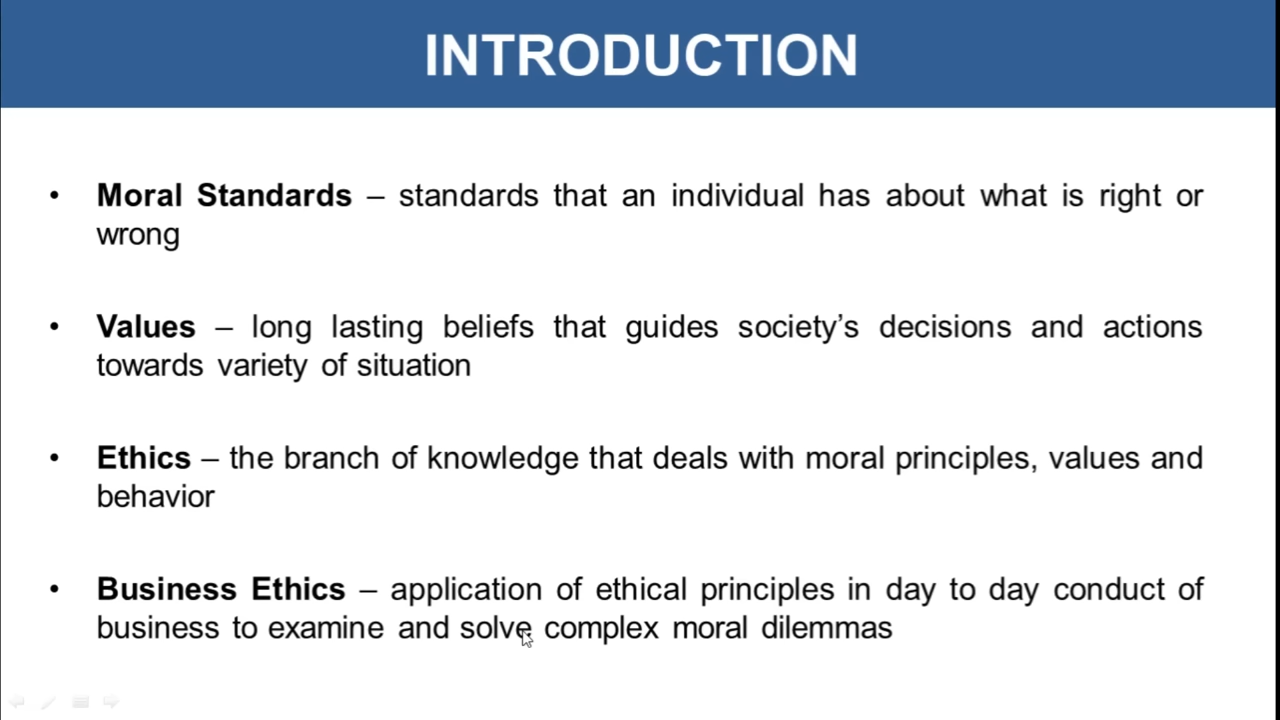 INTRODUCTION
• Moral Standards – standards that an individual has about what is right or
wrong
• Values – long lasting beliefs that guides society's decisions and actions
towards variety of situation
• Ethics – the branch of knowledge that deals with moral principles, values and
behavior
• Business Ethics – application of ethical principles in day to day conduct of
business to examine and solve complex moral dilemmas